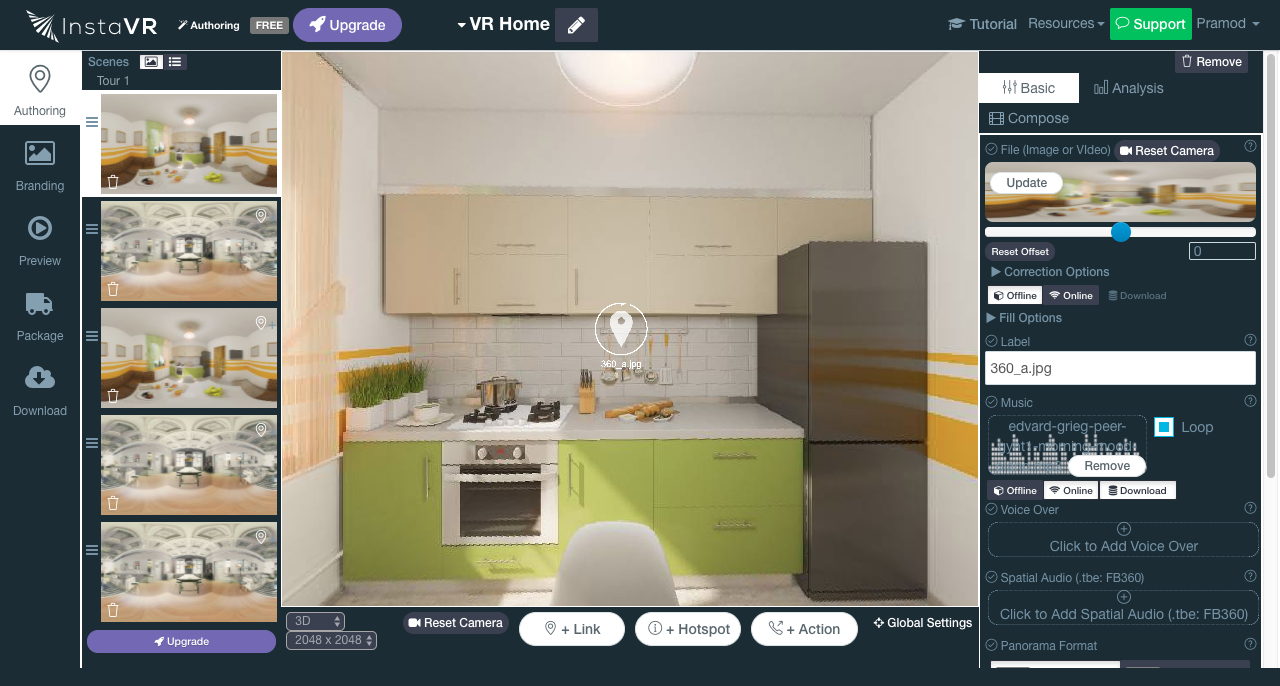 InstaVR
Authoring
FREE
Upgrade
VR Home
Tutorial
Resources
Support
Pramod
Authoring
Branding
Preview
Package
Download
Scenes
Tour 1
Upgrade
360_a.jpg
3D
2048 x 2048
Reset Camera
+ Link
+ Hotspot
+ Action
Global Settings
Remove
Basic
Analysis
Compose
File (Image or VIdeo)
Reset Camera
Update
Reset Offset
0
Correction Options
Offline
Online
Download
Fill Options
Label
360_a.jpg
Music
edvard-grieg-peer-
Loop
Remove
Offline
Online
Download
Voice Over
Click to Add Voice Over
Spatial Audio (.tbe: FB360)
Click to Add Spatial Audio (.tbe: FB360)
Panorama Format